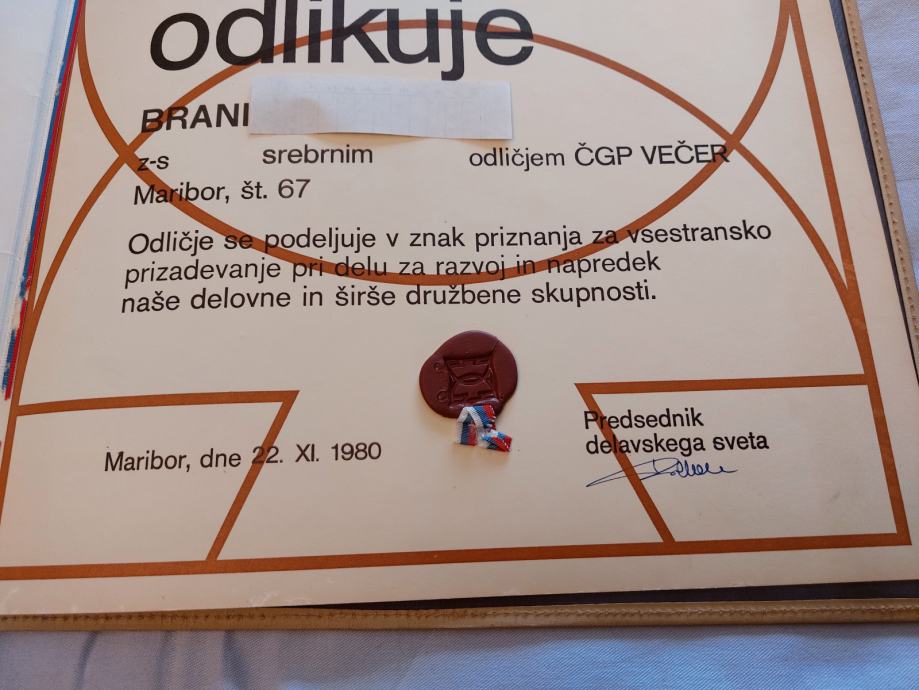 odlikuje
BRANI
z-s srebrnim odličjem ČGP VEČER
Maribor, št. 67
Odličje se podeljuje v znak priznanja za vsestransko
prizadevanje pri delu za razvoj in napredek
naše delovne in širše družbene skupnosti.
Maribor, dne 22. XI. 1980
Predsednik
delavskega sveta